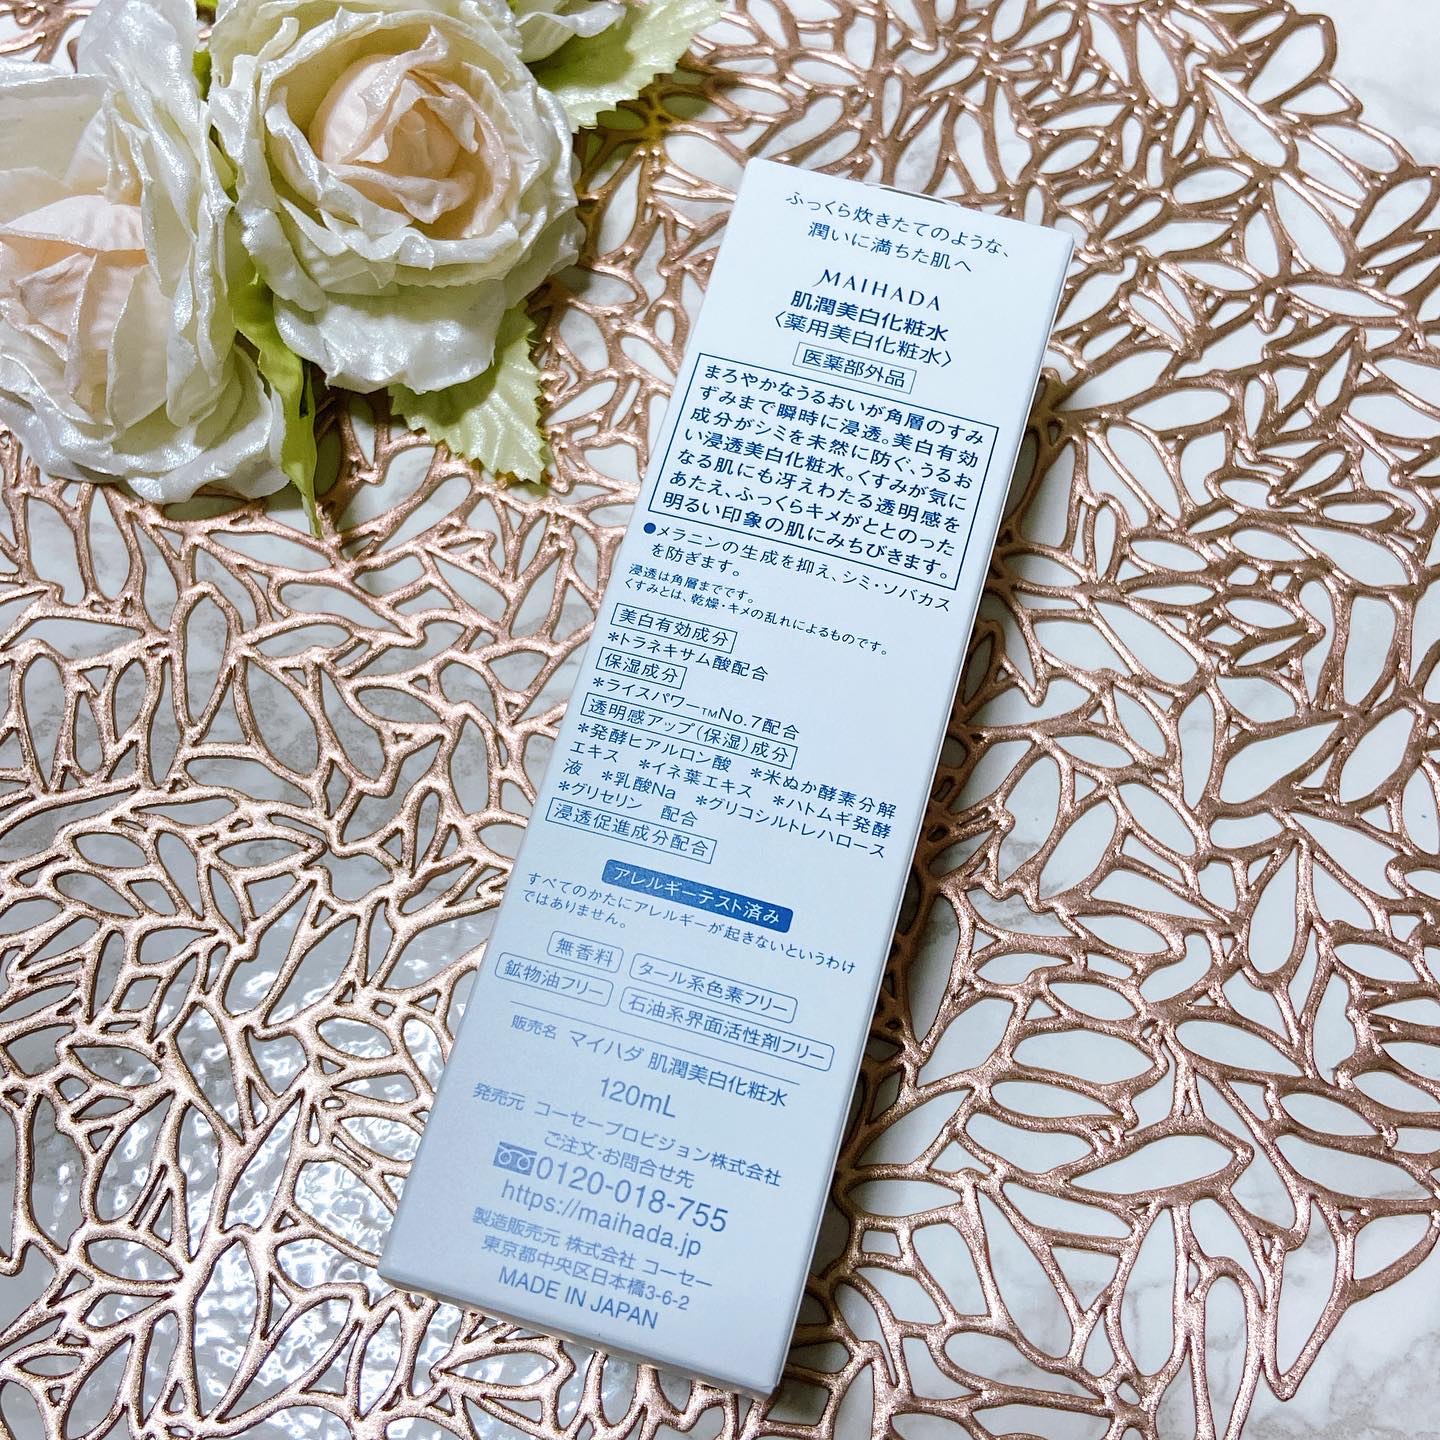 ふっくら炊きたてのような、
潤いに満ちた肌へ
MAIHADA
肌潤美白化粧水
〈薬用美白化粧水〉
医薬部外品
まろやかなうるおいが角層のすみ
ずみまで瞬時に浸透。美白有効
成分がシミを未然に防ぐ、うるお
い浸透美白化粧水。くすみが気に
なる肌にも冴えわたる透明感を
あたえ、ふっくらキメがととのった
明るい印象の肌にみちびきます。
●メラニンの生成を抑え、シミ・ソバカス
を防ぎます。
浸透は角層までです。
くすみとは、乾燥・キメの乱れによるものです。
美白有効成分
*トラネキサム酸配合
保湿成分
*ライスパワー™No.7配合
透明感アップ(保湿)成分
*発酵ヒアルロン酸 *米ぬか酵素分解
エキス *イネ葉エキス *ハトムギ発酵
液 *乳酸Na *グリコシルトレハロース
*グリセリン 配合
浸透促進成分配合
アレルギーテスト済み
すべてのかたにアレルギーが起きないというわけ
ではありません。
無香料 タール系色素フリー
鉱物油フリー 石油系界面活性剤フリー
販売名 マイハダ 肌潤美白化粧水
120mL
発売元 コーセープロビジョン株式会社
ご注文・お問合せ先
0120-018-755
https://maihada.jp
製造販売元 株式会社 コーセー
東京都中央区日本橋3-6-2
MADE IN JAPAN